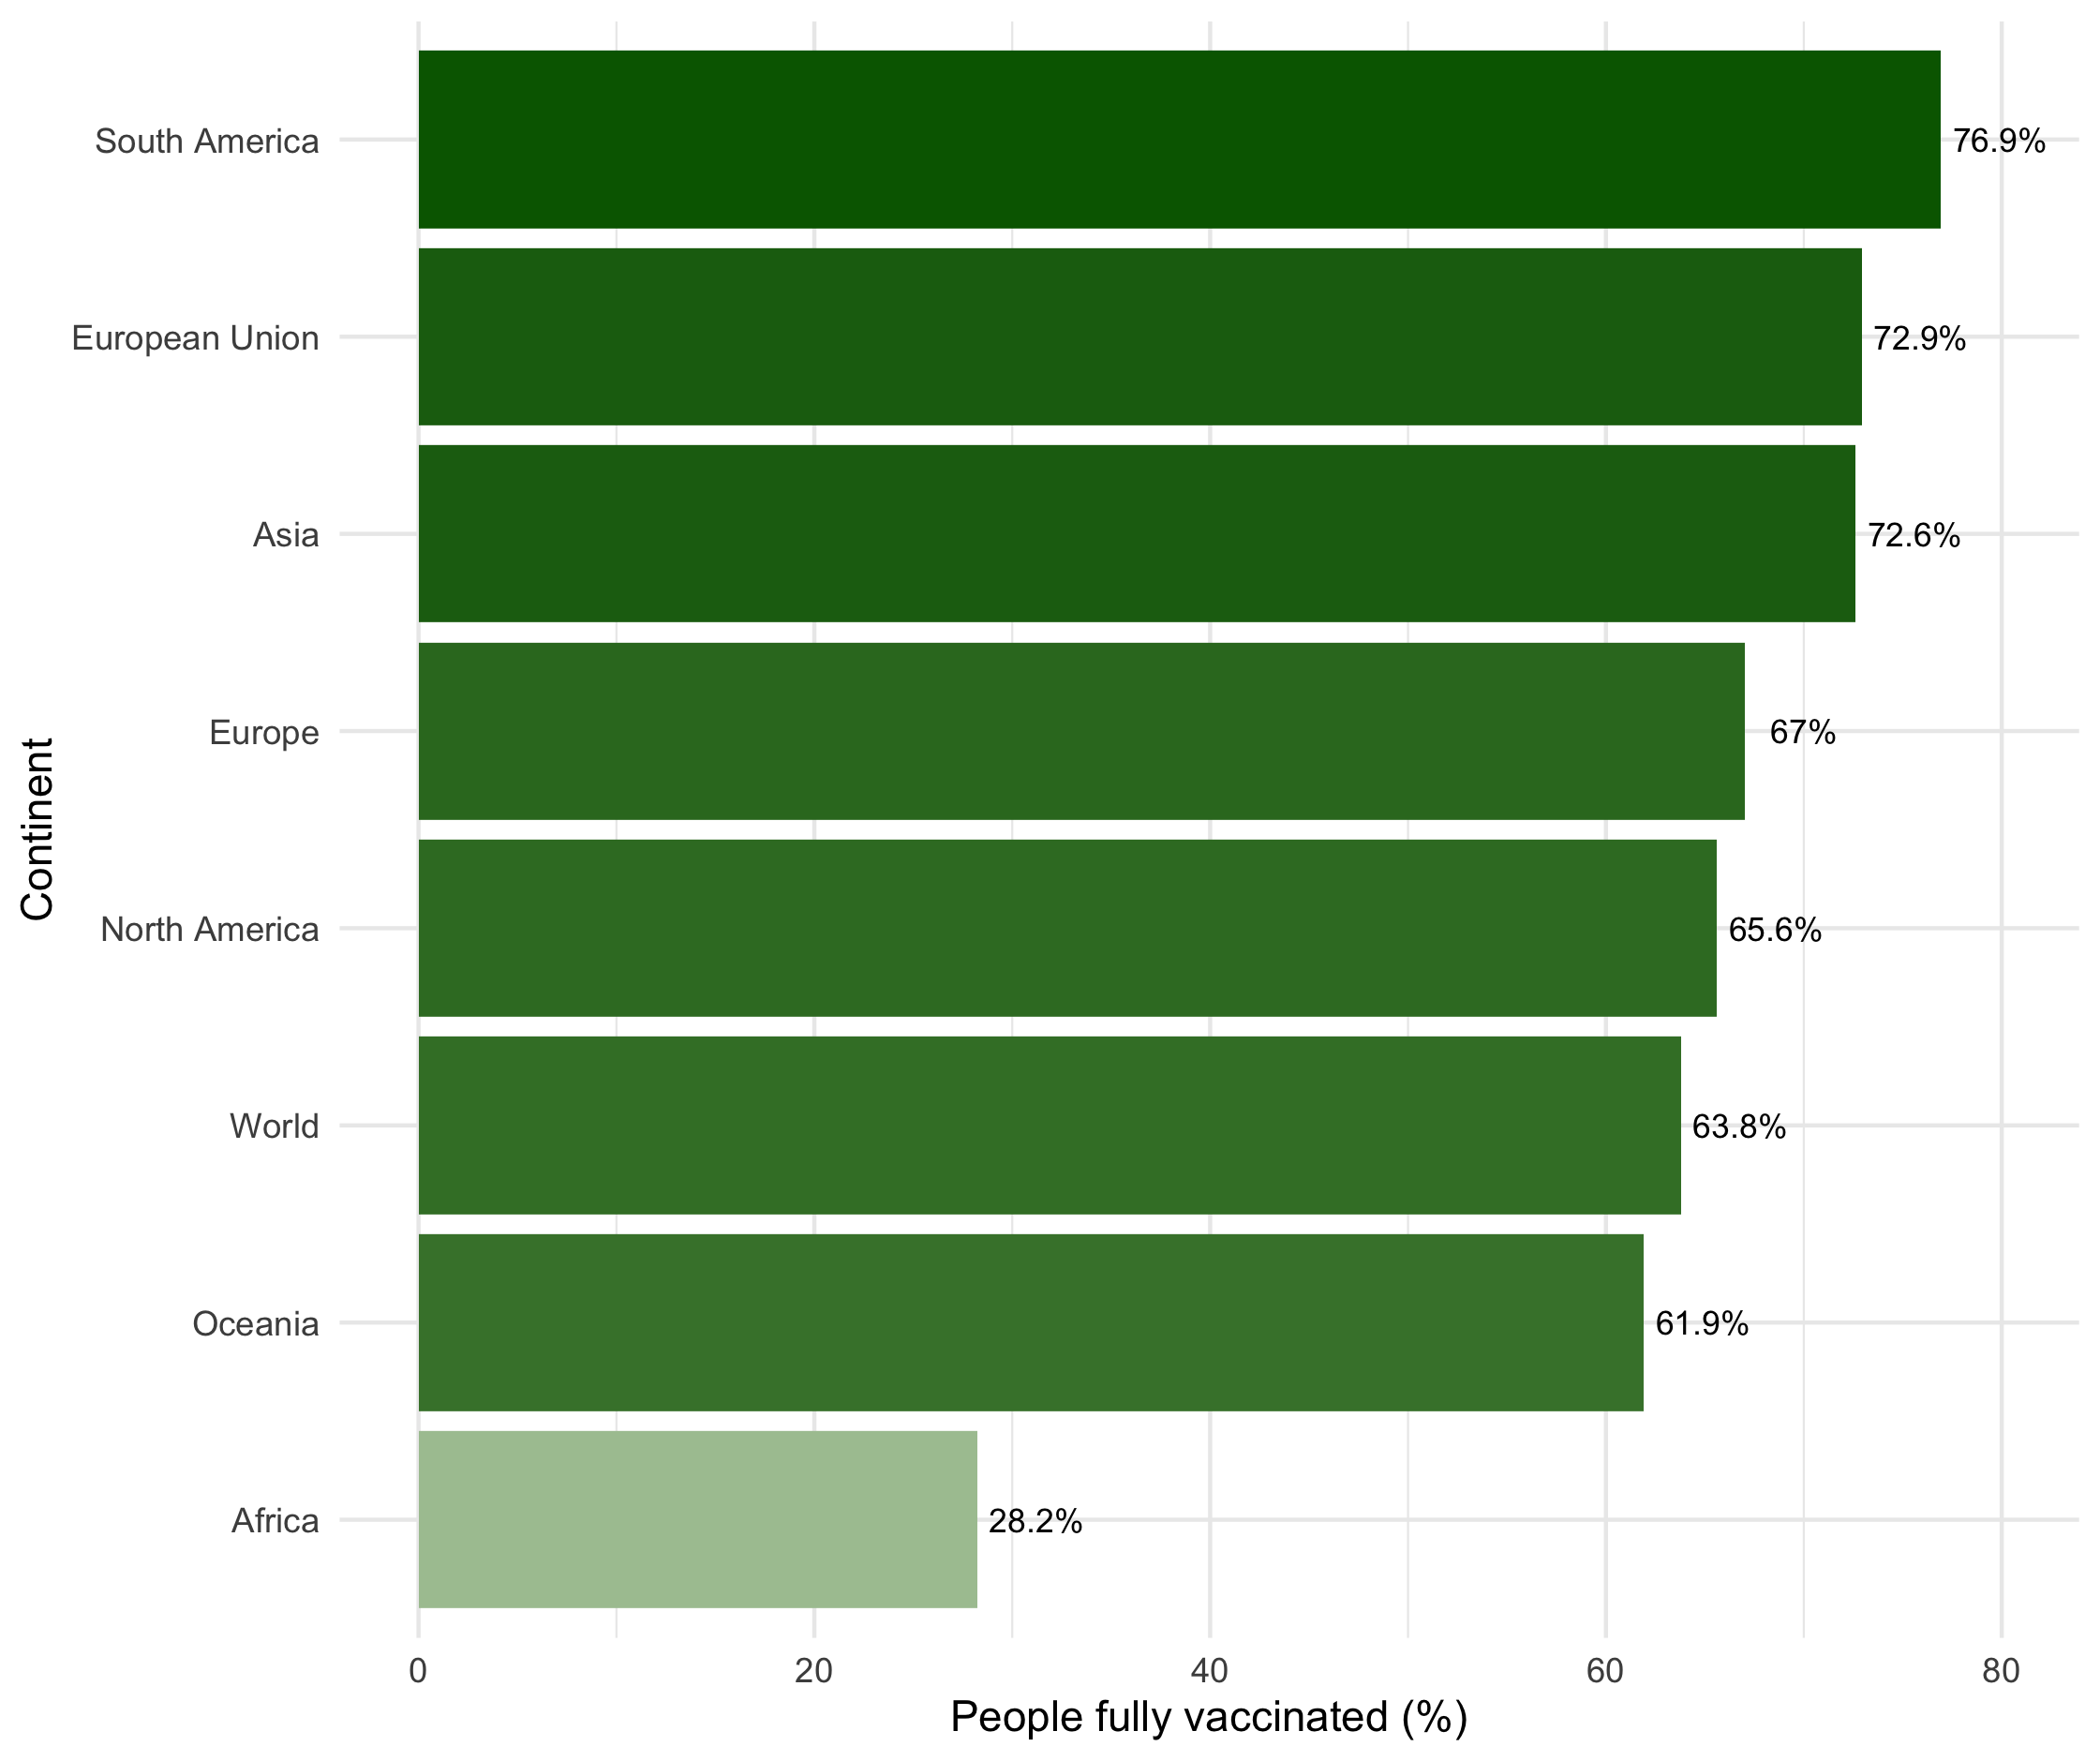 Continent
South America
76.9%
European Union
72.9%
Asia
72.6%
Europe
67%
North America
65.6%
World
63.8%
Oceania
61.9%
Africa
28.2%
0 20 40 60 80
People fully vaccinated (%)